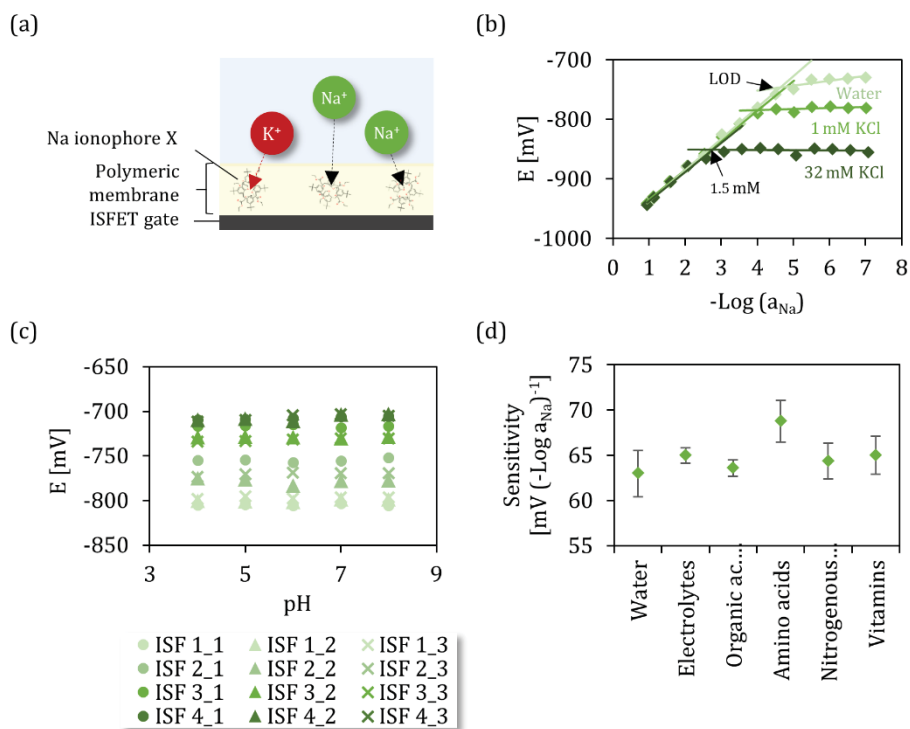 (a)
Na ionophore X
Polymeric
membrane
ISFET gate
K⁺
Na⁺
Na⁺
(b)
E [mV]
-700
-800
-900
-1000
0 1 2 3 4 5 6 7 8
-Log (aNa)
LOD
Water
1 mM KCl
32 mM KCl
1.5 mM
(c)
E [mV]
-650
-700
-750
-800
-850
3 5 7 9
pH
ISF 1_1 ISF 1_2 ISF 1_3
ISF 2_1 ISF 2_2 ISF 2_3
ISF 3_1 ISF 3_2 ISF 3_3
ISF 4_1 ISF 4_2 ISF 4_3
(d)
Sensitivity
[mV (-Log aNa)⁻¹]
75
70
65
60
55
Water
Electrolytes
Organic ac....
Amino acids
Nitrogenous...
Vitamins